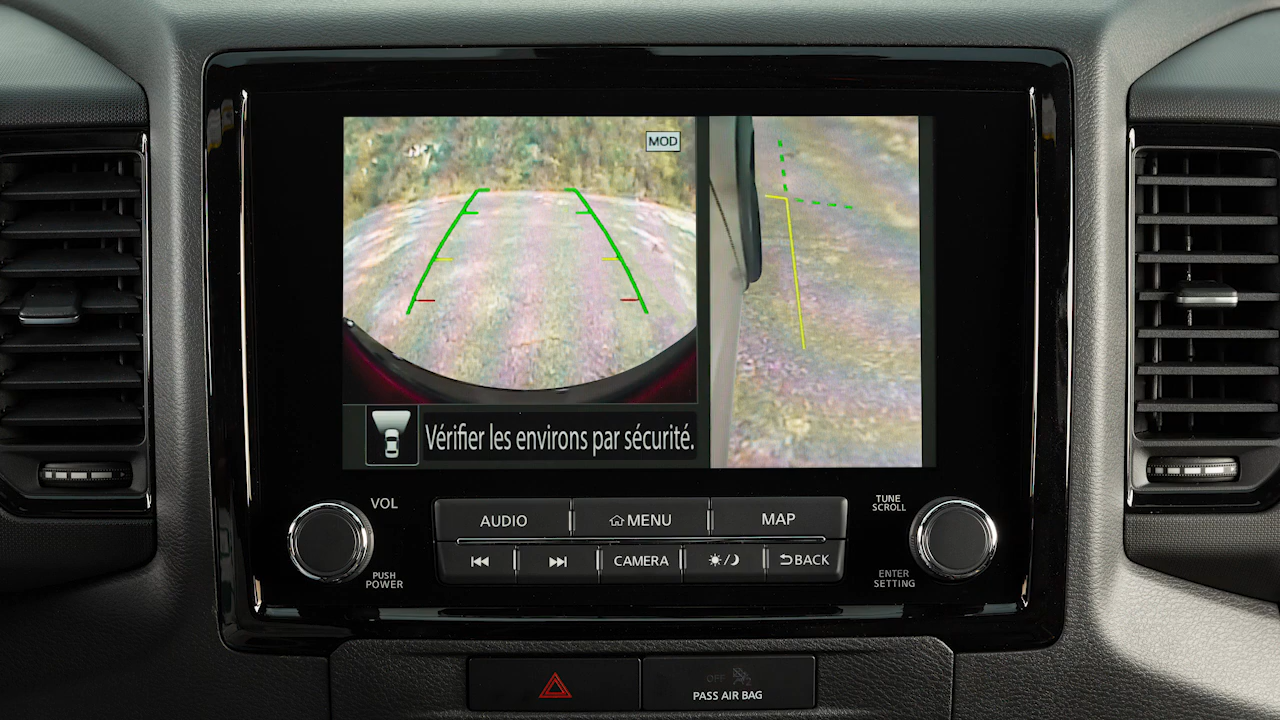 MOD
Vérifier les environs par sécurité.
VOL
PUSH
POWER
AUDIO
MENU
MAP
CAMERA
BACK
TUNE
SCROLL
ENTER
SETTING
OFF
PASS AIR BAG